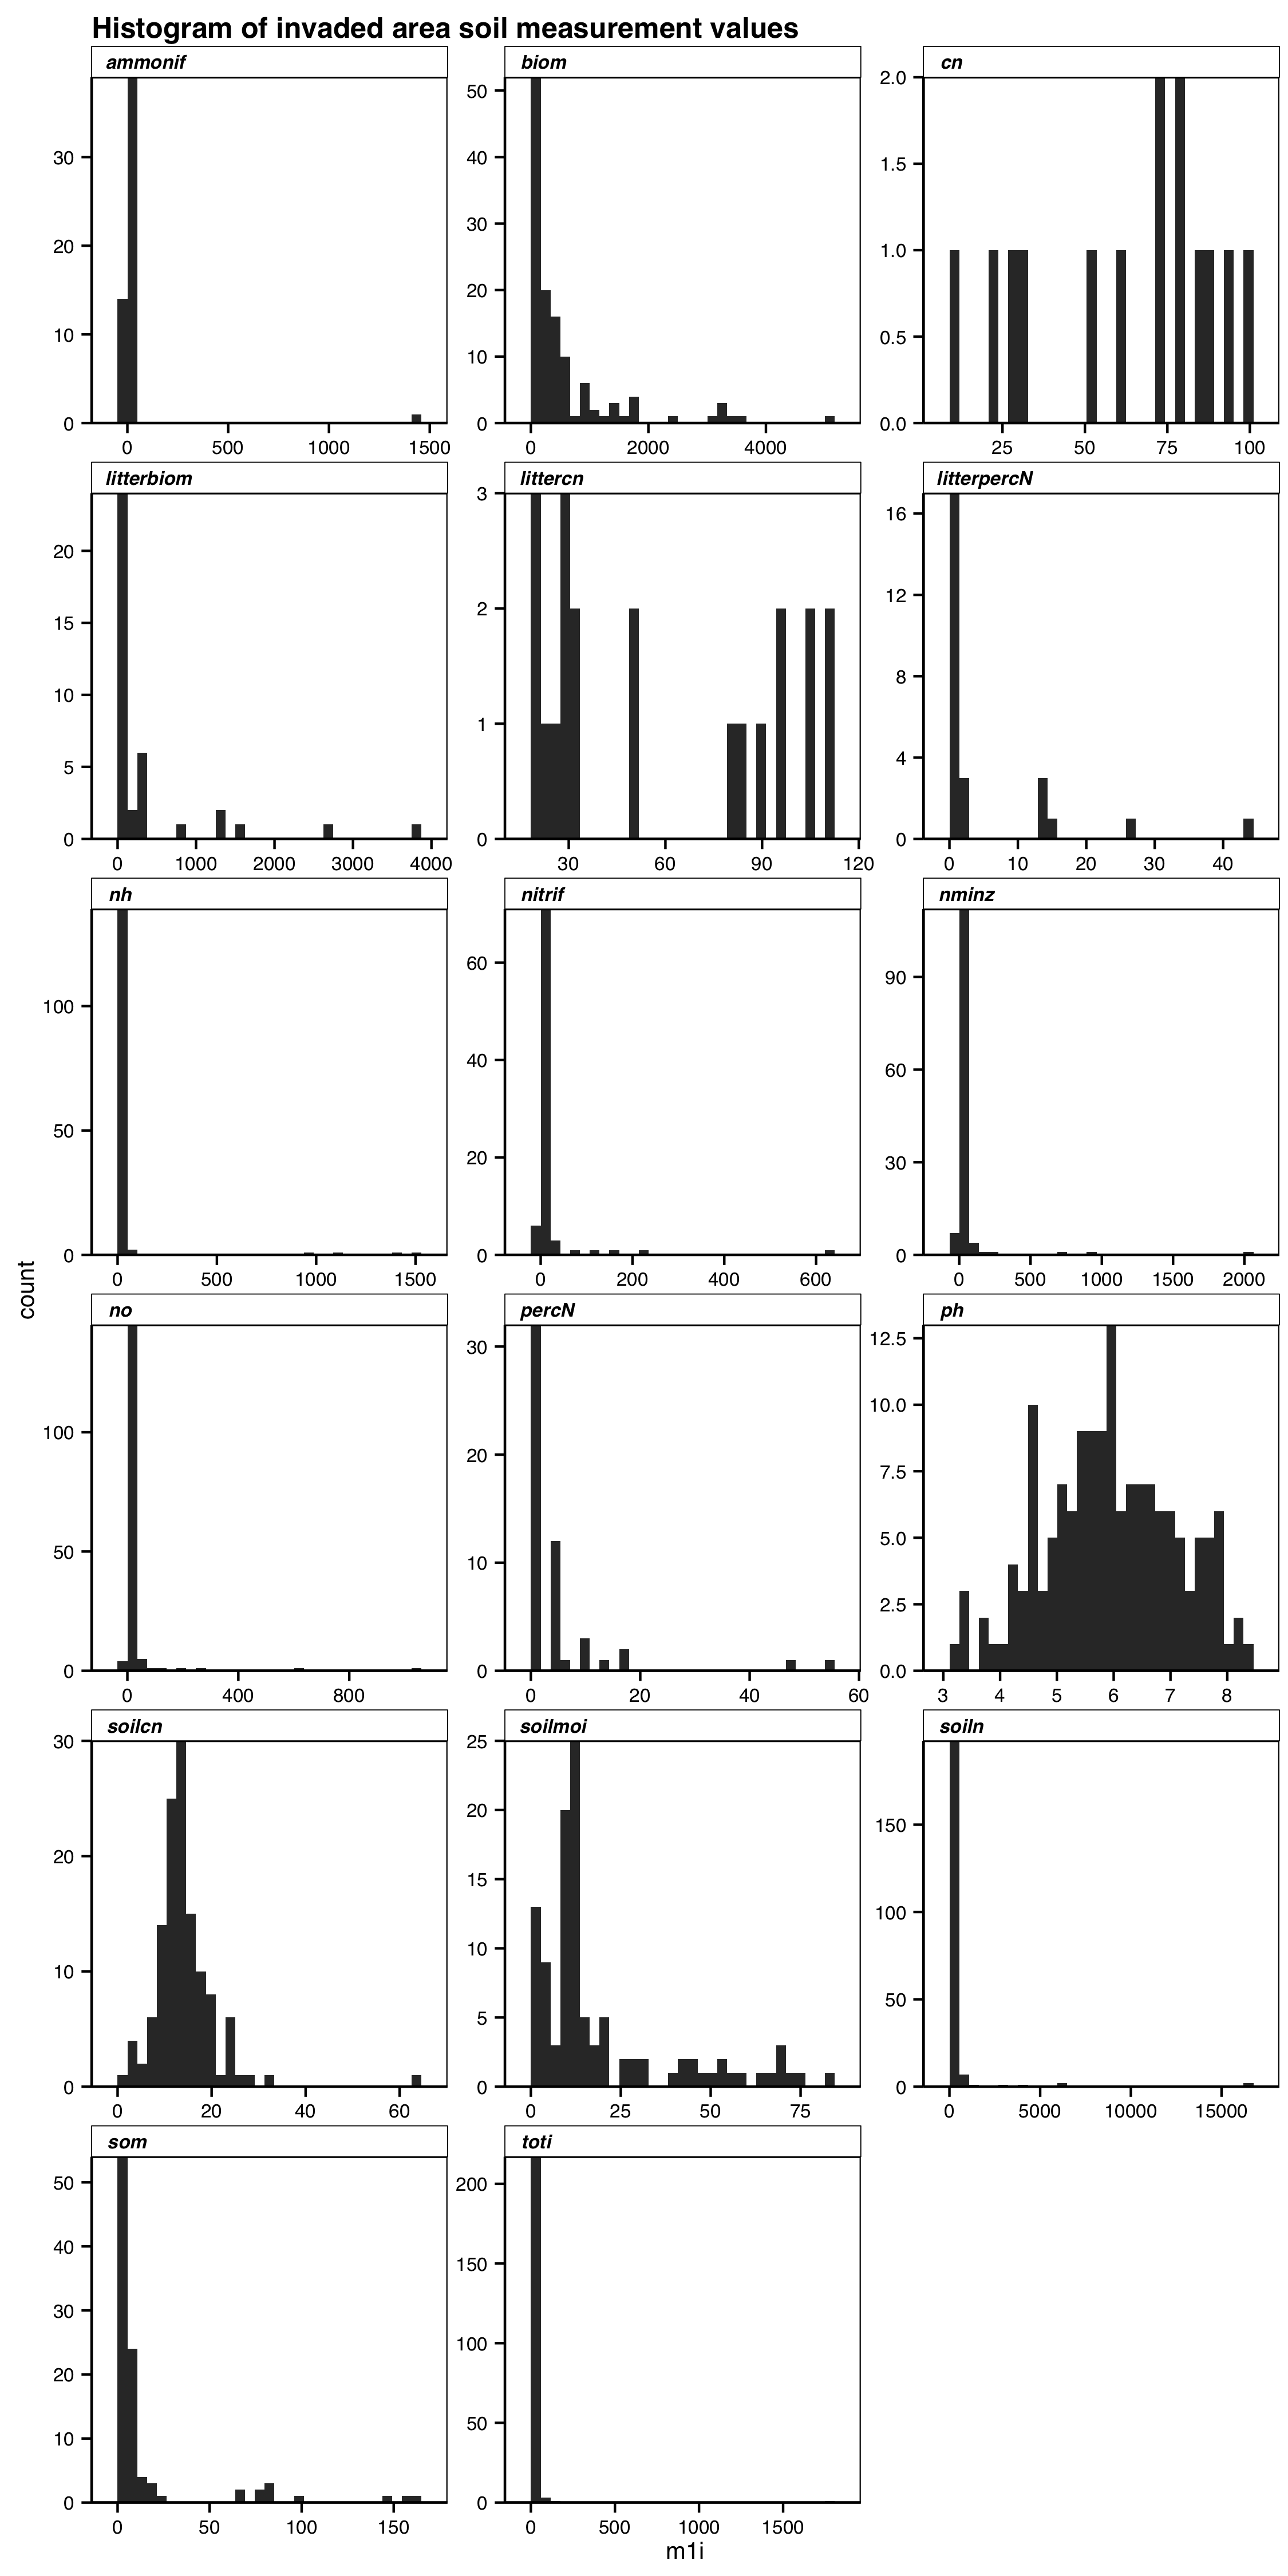 Histogram of invaded area soil measurement values
ammonif biom cn
30 20 10 0
50 40 30 20 10 0
2.0 1.5 1.0 0.5 0.0
0 500 1000 1500 0 2000 4000 25 50 75 100
litterbiom littercn litterpercN
20 15 10 5 0
3 2 1 0
16 12 8 4 0
0 1000 2000 3000 4000 30 60 90 120 0 10 20 30 40
nh nitrif nminz
100 50 0
60 40 20 0
90 60 30 0
0 500 1000 1500 0 200 400 600 0 500 1000 1500 2000
count
no percN ph
100 50 0
30 20 10 0
12.5 10.0 7.5 5.0 2.5 0.0
0 400 800 0 20 40 60 3 4 5 6 7 8
soilcn soilmoi soiln
30 20 10 0
25 20 15 10 5 0
150 100 50 0
0 20 40 60 0 25 50 75 0 5000 10000 15000
som toti
50 40 30 20 10 0
200 150 100 50 0
0 50 100 150 0 500 1000 1500
m1i